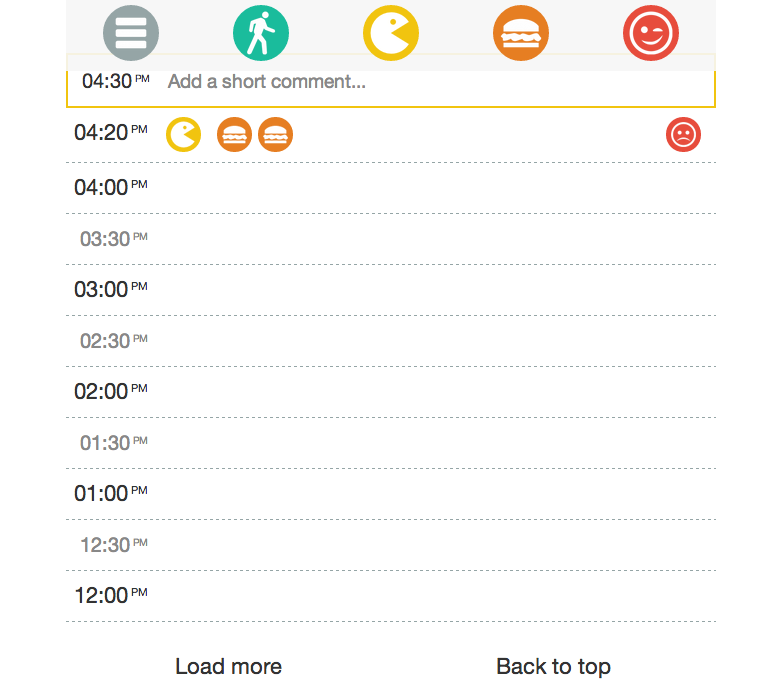 04:30 PM Add a short comment...
04:20 PM
04:00 PM
03:30 PM
03:00 PM
02:30 PM
02:00 PM
01:30 PM
01:00 PM
12:30 PM
12:00 PM
Load more Back to top